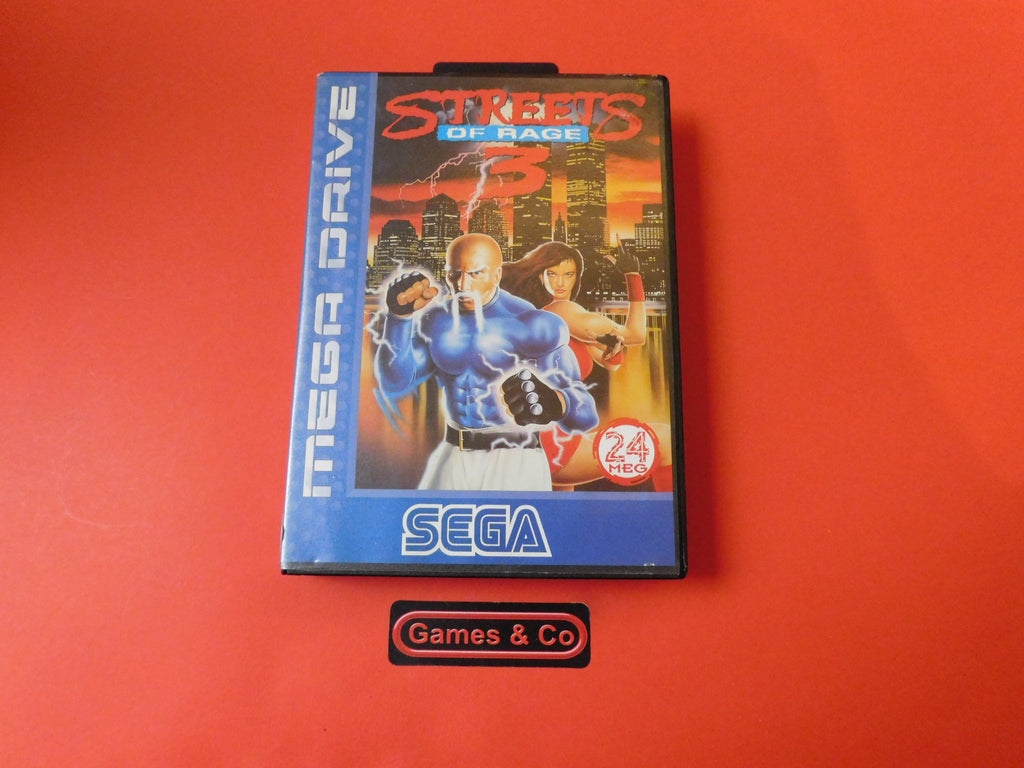 MEGA DRIVE
STREETS
OF RAGE
3
24
MEG
SEGA
Games & Co